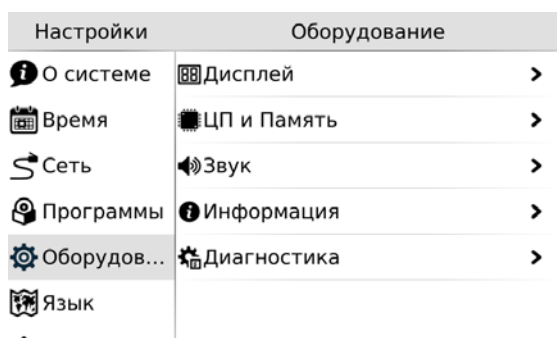 Настройки
Оборудование
О системе
Время
Сеть
Программы
Оборудов...
Язык
Дисплей
ЦП и Память
Звук
Информация
Диагностика